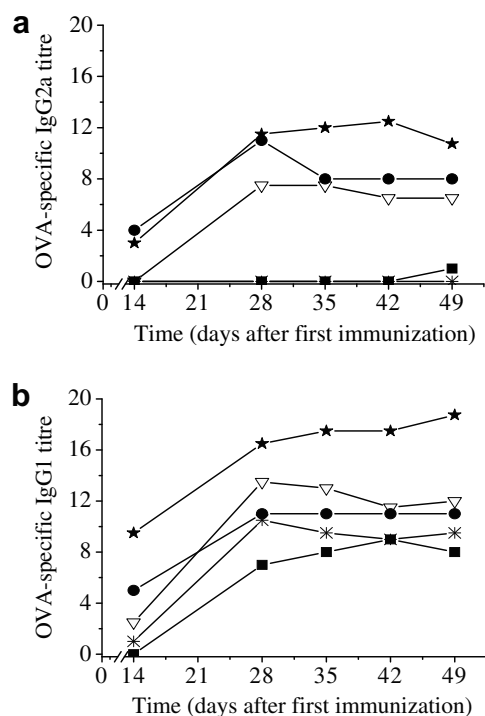 a
OVA-specific IgG2a titre
20
16
12
8
4
0
0 14 21 28 35 42 49
Time (days after first immunization)
b
OVA-specific IgG1 titre
20
16
12
8
4
0
0 14 21 28 35 42 49
Time (days after first immunization)